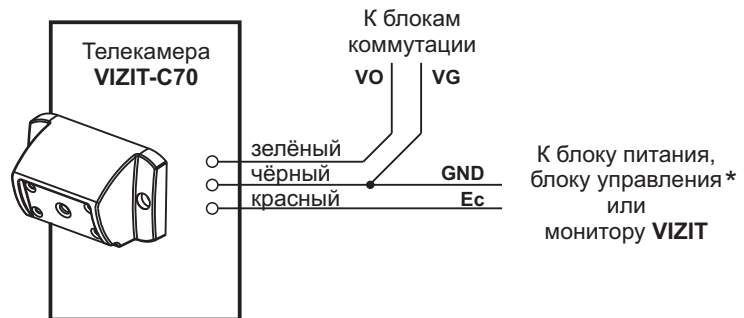 К блокам
коммутации
VO VG
Телекамера
VIZIT-C70
зелёный
чёрный GND
красный Ec
К блоку питания,
блоку управления*
или
монитору VIZIT